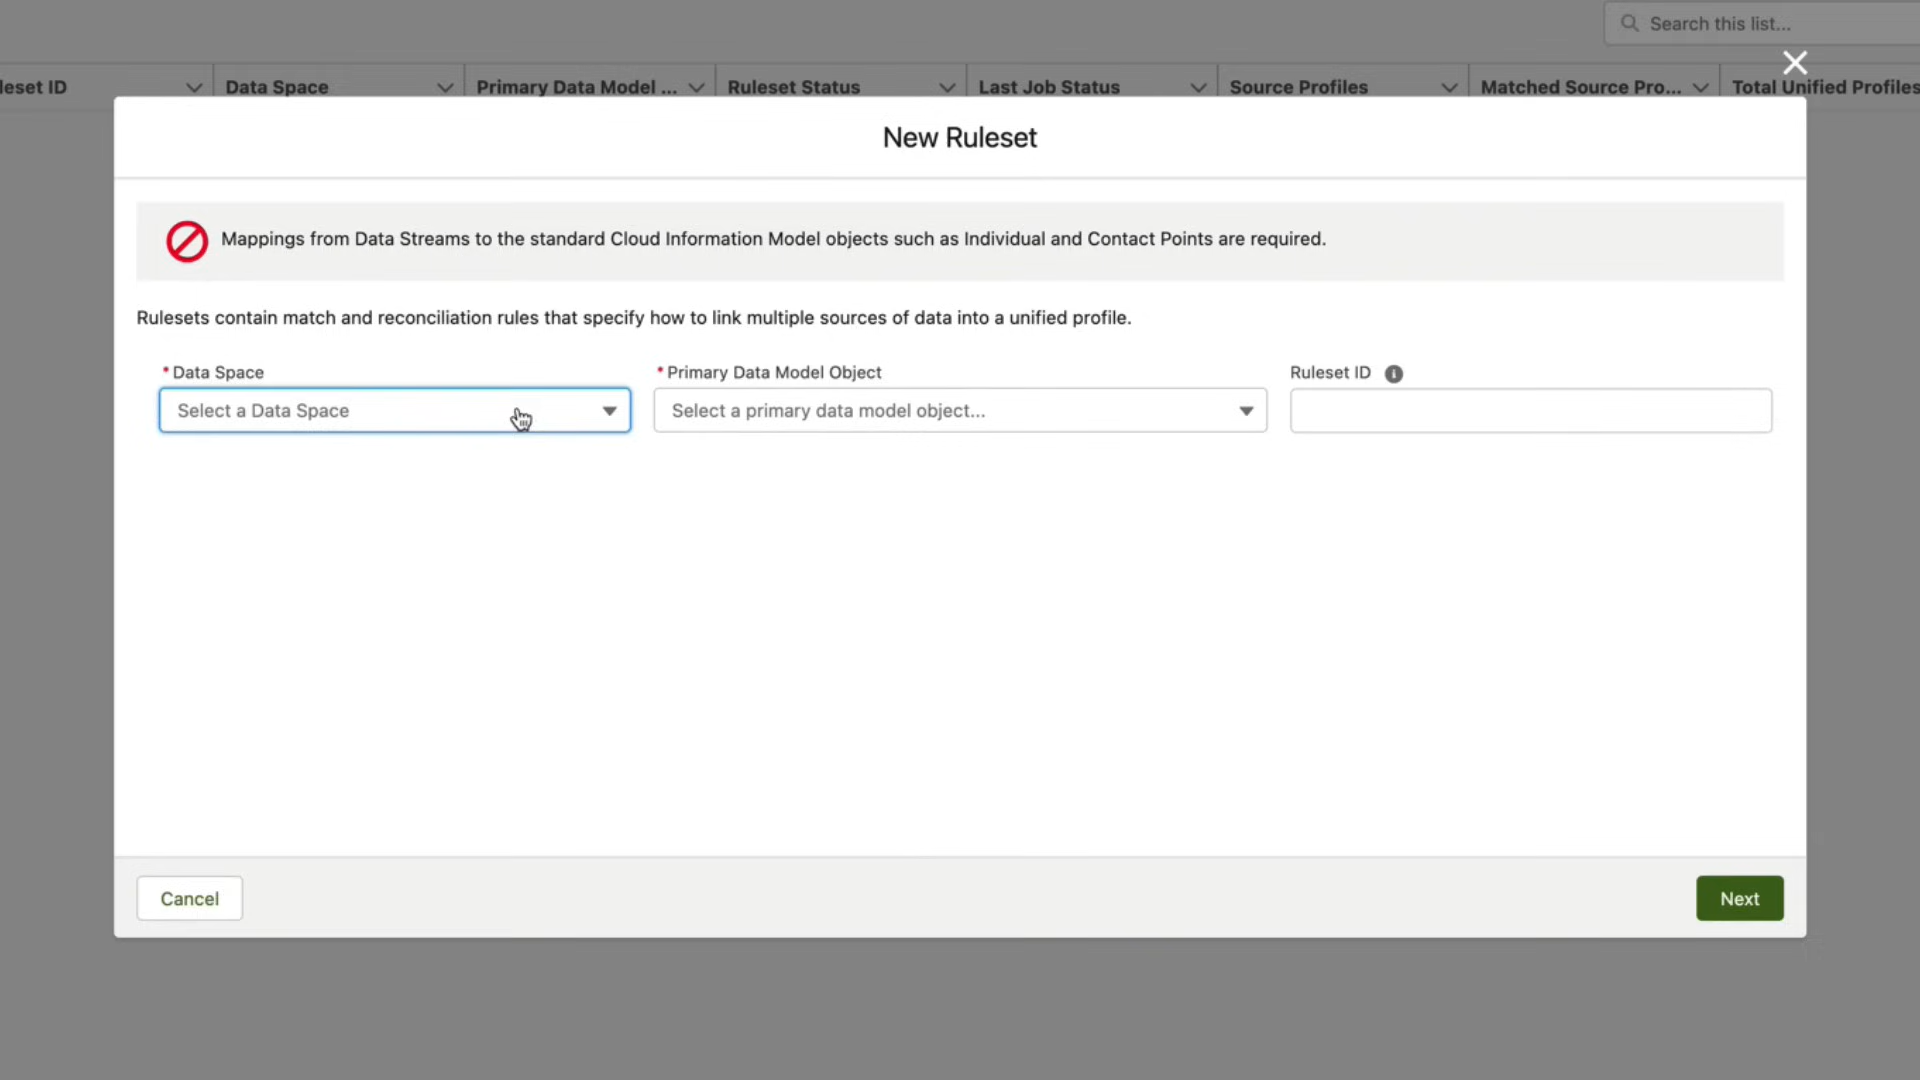 Search this list...
leset ID
Data Space
Primary Data Model ...
Ruleset Status
Last Job Status
Source Profiles
Matched Source Pro...
Total Unified Profiles
New Ruleset
Mappings from Data Streams to the standard Cloud Information Model objects such as Individual and Contact Points are required.
Rulesets contain match and reconciliation rules that specify how to link multiple sources of data into a unified profile.
* Data Space
* Primary Data Model Object
Ruleset ID
Select a Data Space
Select a primary data model object...
Cancel
Next